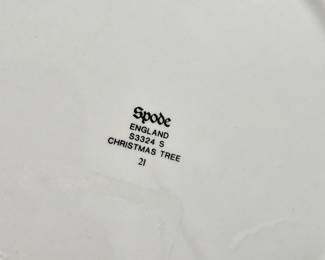 Spode
ENGLAND
S3324 S
CHRISTMAS TREE
21